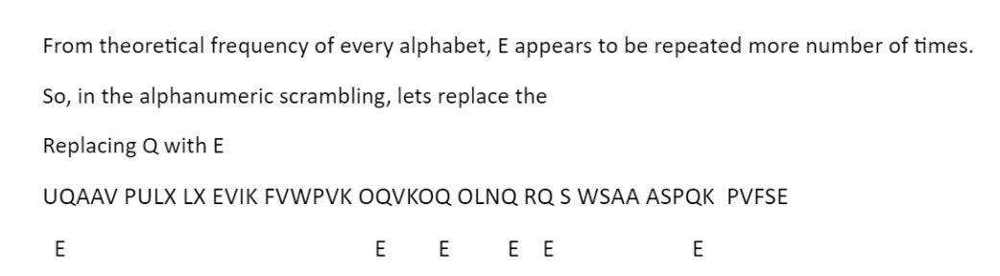 From theoretical frequency of every alphabet, E appears to be repeated more number of times.
So, in the alphanumeric scrambling, lets replace the
Replacing Q with E
UQAAV PULX LX EVIK FVWPVK OQVKOQ OLNQ RQ S WSAA ASPQK  PVFSE
E E E E E E